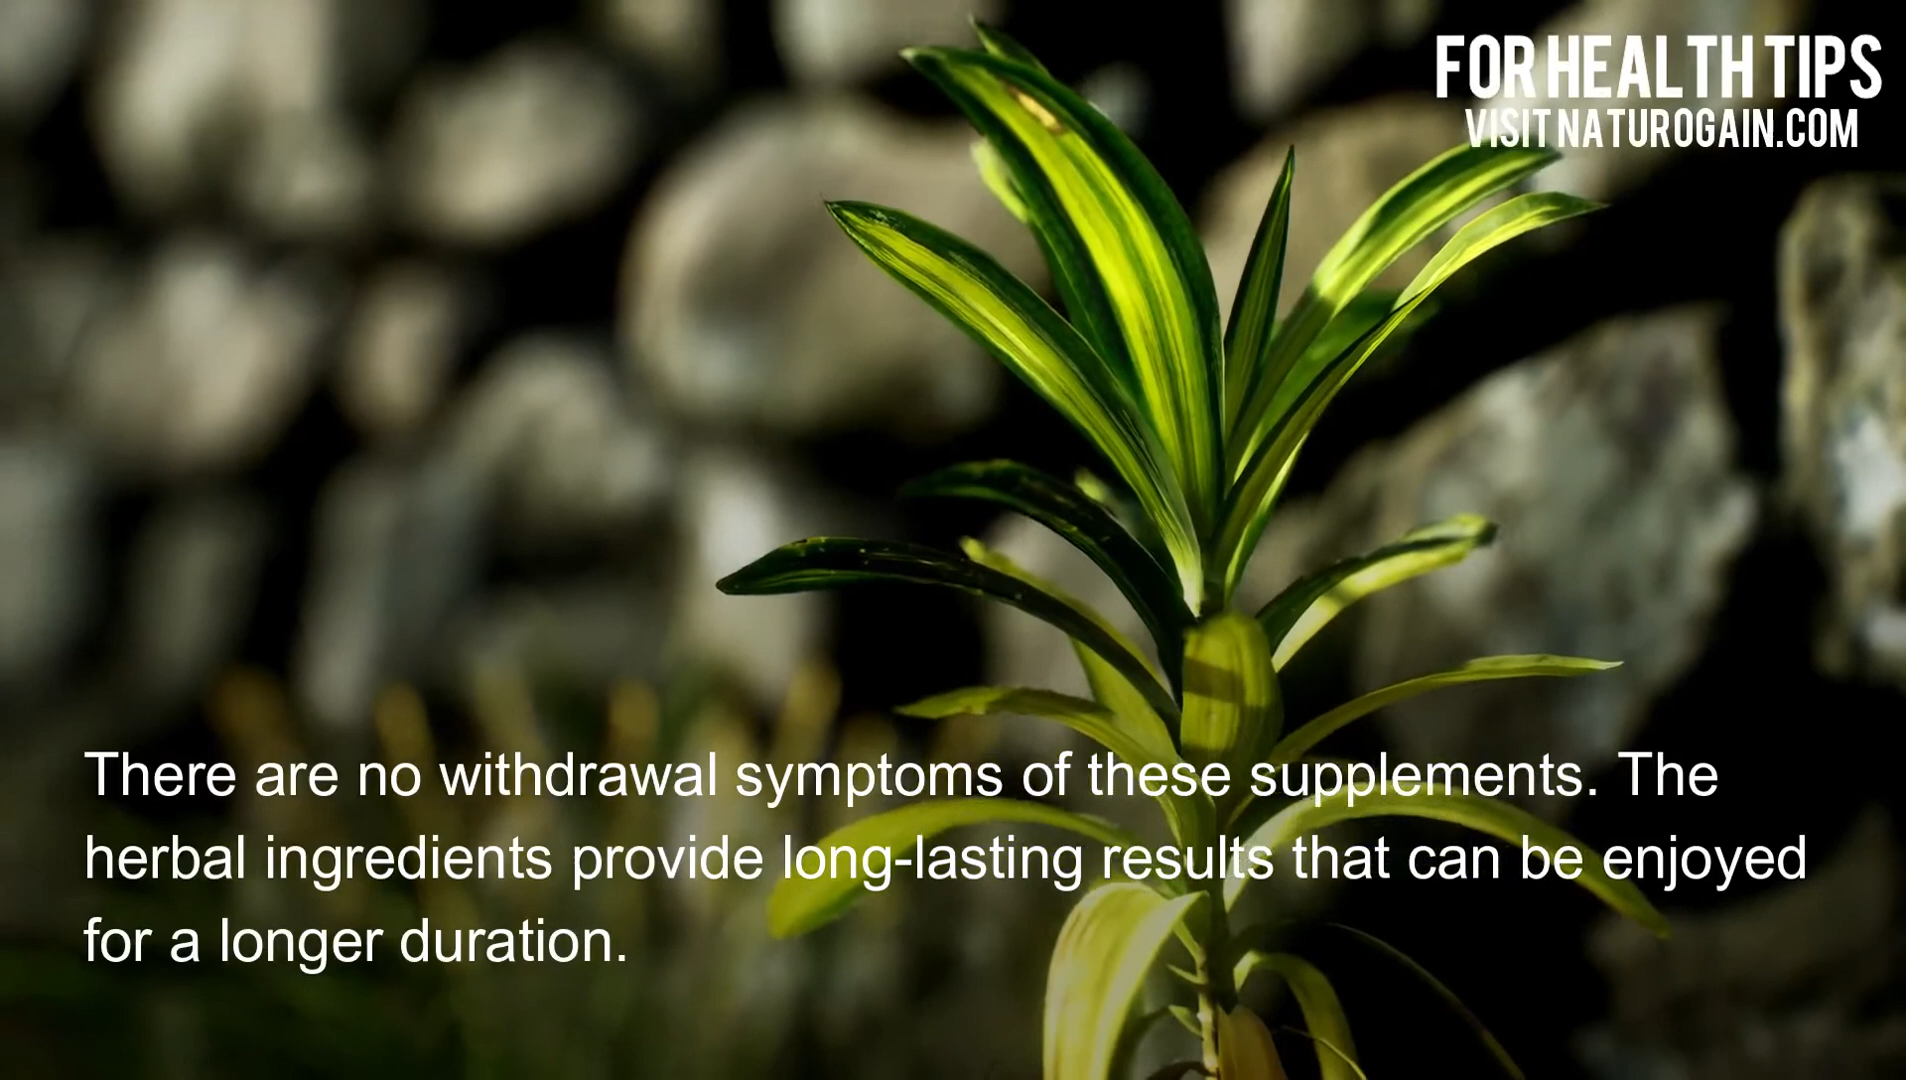 FOR HEALTH TIPS
VISIT NATUROGAIN.COM
There are no withdrawal symptoms of these supplements. The
herbal ingredients provide long-lasting results that can be enjoyed
for a longer duration.